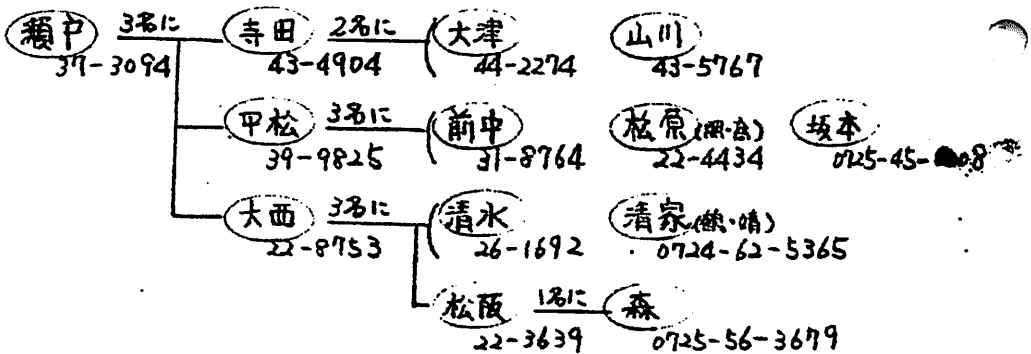 瀬戸 3名に 寺田 2名に 大津 山川
37-3094 43-4904 44-2274 43-5767
平松 3名に 前中 松原 坂本
39-9825 31-8764 22-4434 0725-45-
大西 3名に 清水 清家
22-8753 26-1692 0724-62-5365
松阪 1名に 森
22-3639 0725-56-3679